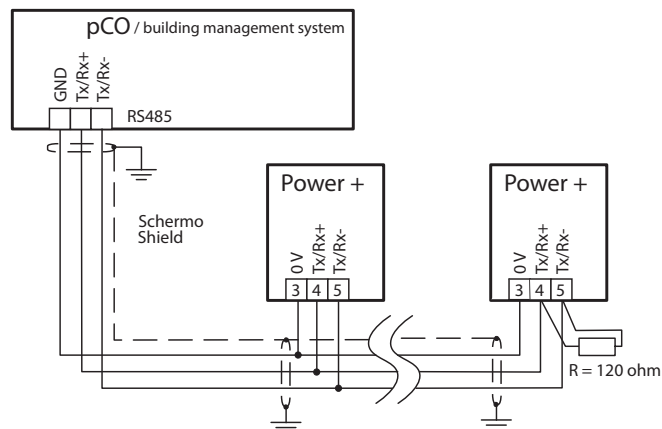 pCO / building management system
GND
Tx/Rx+
Tx/Rx-
RS485
Schermo
Shield
Power +
0 V
Tx/Rx+
Tx/Rx-
3 4 5
Power +
0 V
Tx/Rx+
Tx/Rx-
3 4 5
R = 120 ohm